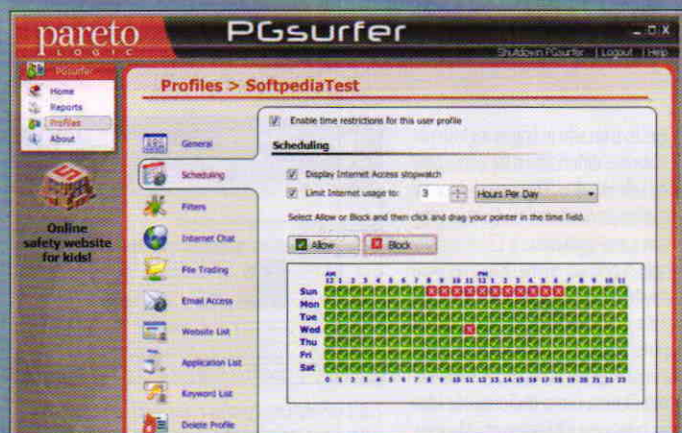 pareto
LOGIC
PGsurfer
Shutdown PGsurfer | Logout | Help
PGsurfer
Home
Reports
Profiles
About
Online
safety website
for kids!
Profiles > SoftpediaTest
Enable time restrictions for this user profile
General
Scheduling
Filters
Internet Chat
File Trading
Email Access
Website List
Application List
Keyword List
Delete Profile
Scheduling
Display Internet Access stopwatch
Limit Internet usage to: 3 Hours Per Day
Select Allow or Block and then click and drag your pointer in the time field.
Allow Block
AM PM
12 1 2 3 4 5 6 7 8 9 10 11 12 1 2 3 4 5 6 7 8 9 10 11
Sun
Mon
Tue
Wed
Thu
Fri
Sat
0 1 2 3 4 5 6 7 8 9 10 11 12 13 14 15 16 17 18 19 20 21 22 23